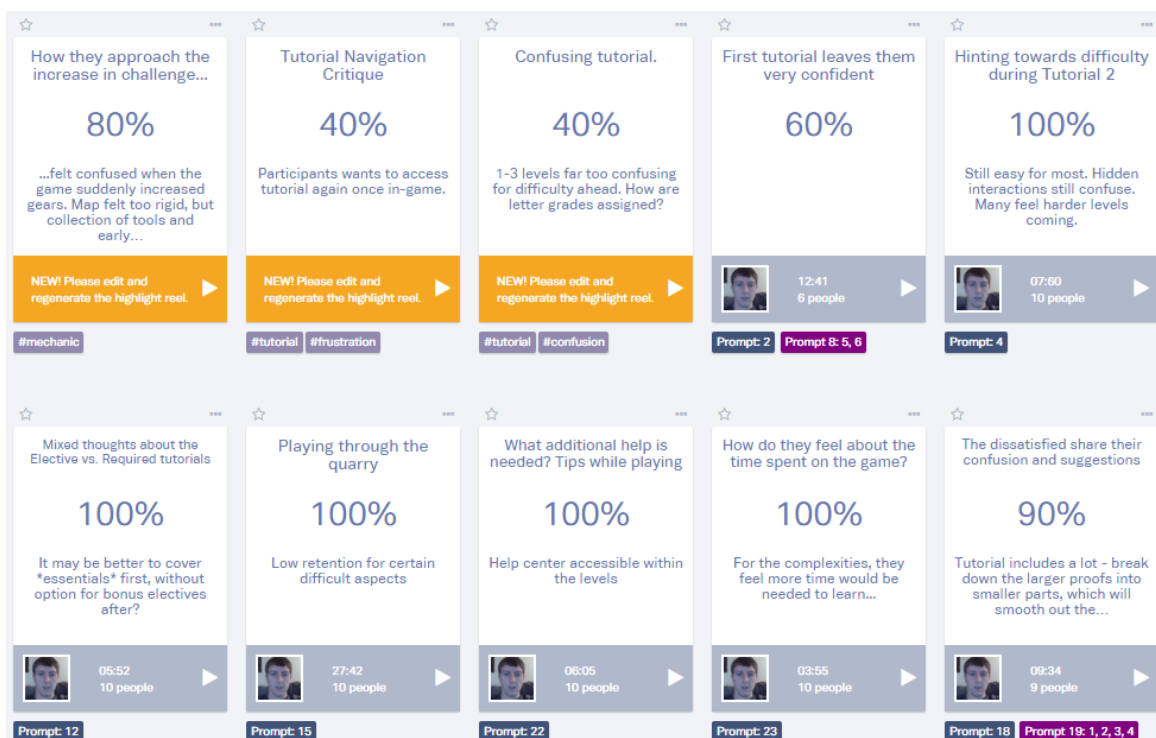 How they approach the
increase in challenge...
80%
...felt confused when the
game suddenly increased
gears. Map felt too rigid, but
collection of tools and
early...
NEW! Please edit and
regenerate the highlight reel.
#mechanic
Tutorial Navigation
Critique
40%
Participants wants to access
tutorial again once in-game.
NEW! Please edit and
regenerate the highlight reel.
#tutorial #frustration
Confusing tutorial.
40%
1-3 levels far too confusing
for difficulty ahead. How are
letter grades assigned?
NEW! Please edit and
regenerate the highlight reel.
#tutorial #confusion
First tutorial leaves them
very confident
60%
12:41
6 people
Prompt: 2 Prompt 8: 5, 6
Hinting towards difficulty
during Tutorial 2
100%
Still easy for most. Hidden
interactions still confuse.
Many feel harder levels
coming.
07:60
10 people
Prompt: 4
Mixed thoughts about the
Elective vs. Required tutorials
100%
It may be better to cover
*essentials* first, without
option for bonus electives
after?
05:52
10 people
Prompt: 12
Playing through the
quarry
100%
Low retention for certain
difficult aspects
27:42
10 people
Prompt: 15
What additional help is
needed? Tips while playing
100%
Help center accessible within
the levels
06:05
10 people
Prompt: 22
How do they feel about the
time spent on the game?
100%
For the complexities, they
feel more time would be
needed to learn...
03:55
10 people
Prompt: 23
The dissatisfied share their
confusion and suggestions
90%
Tutorial includes a lot - break
down the larger proofs into
smaller parts, which will
smooth out the...
09:34
9 people
Prompt: 18 Prompt 19: 1, 2, 3, 4